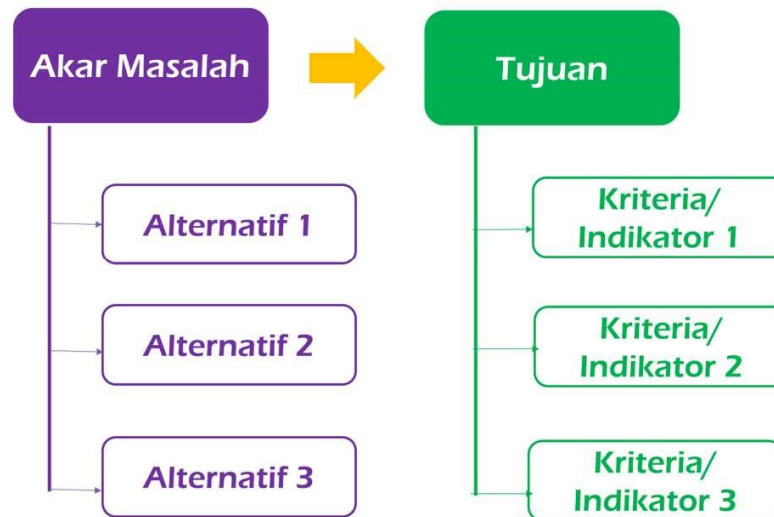 Akar Masalah
Tujuan
Alternatif 1
Alternatif 2
Alternatif 3
Kriteria/
Indikator 1
Kriteria/
Indikator 2
Kriteria/
Indikator 3